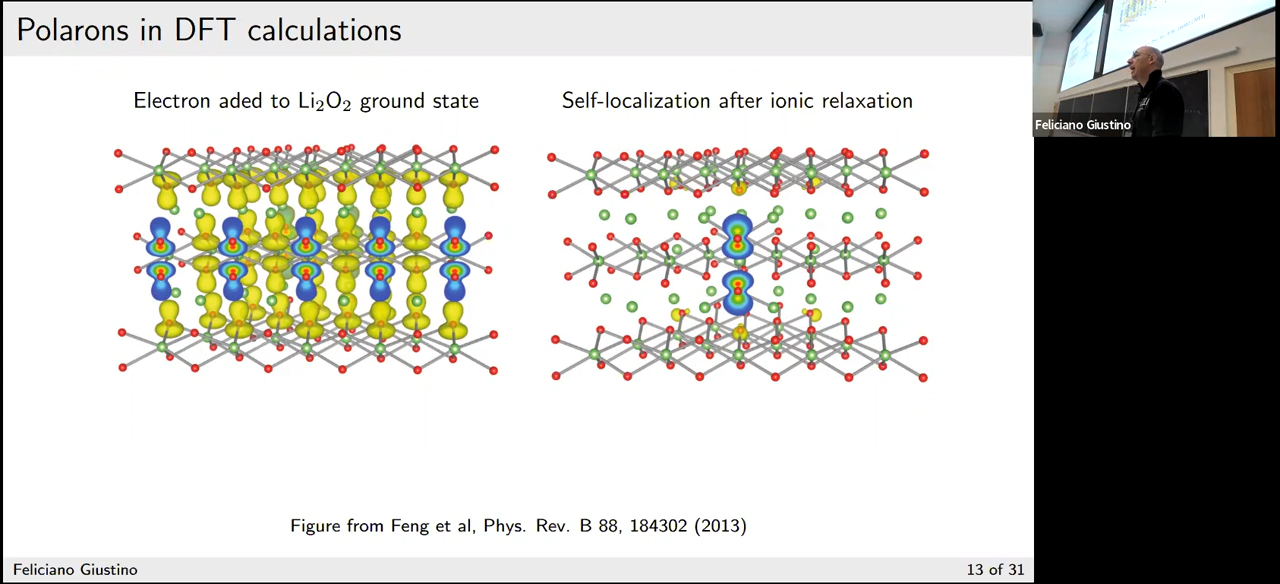 Polarons in DFT calculations
Electron aded to Li₂O₂ ground state
Self-localization after ionic relaxation
Figure from Feng et al, Phys. Rev. B 88, 184302 (2013)
Feliciano Giustino
13 of 31
Feliciano Giustino